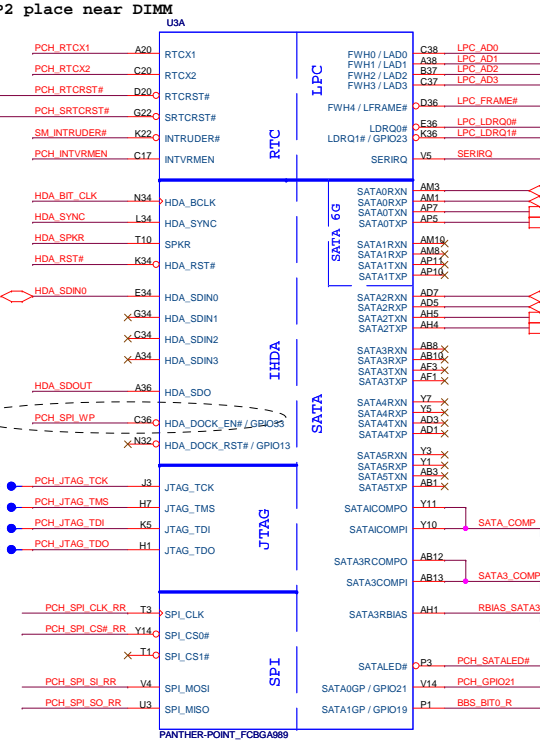 P2 place near DIMM
U3A
PCH_RTCX1 A20 RTCX1
PCH_RTCX2 C20 RTCX2
PCH_RTCRST# D20 RTCRST#
PCH_SRTCRST# G22 SRTCRST#
SM_INTRUDER# K22 INTRUDER#
PCH_INTVRMEN C17 INTVRMEN
RTC
LPC
FWH0 / LAD0 C38 LPC_AD0
FWH1 / LAD1 A38 LPC_AD1
FWH2 / LAD2 B37 LPC_AD2
FWH3 / LAD3 C37 LPC_AD3
FWH4 / LFRAME# D36 LPC_FRAME#
LDRQ0# E36 LPC_LDRQ0#
LDRQ1# / GPIO23 K36 LPC_LDRQ1#
SERIRQ V5 SERIRQ
HDA_BIT_CLK N34 HDA_BCLK
HDA_SYNC L34 HDA_SYNC
HDA_SPKR T10 SPKR
HDA_RST# K34 HDA_RST#
HDA_SDIN0 E34 HDA_SDIN0
G34 HDA_SDIN1
C34 HDA_SDIN2
A34 HDA_SDIN3
HDA_SDOUT A36 HDA_SDO
PCH_SPI_WP C36 HDA_DOCK_EN# / GPIO33
N32 HDA_DOCK_RST# / GPIO13
IHDA
SATA 6G
SATA
SATA0RXN AM3
SATA0RXP AM1
SATA0TXN AP7
SATA0TXP AP5
SATA1RXN AM10
SATA1RXP AM8
SATA1TXN AP11
SATA1TXP AP10
SATA2RXN AD7
SATA2RXP AD5
SATA2TXN AH5
SATA2TXP AH4
SATA3RXN AB8
SATA3RXP AB10
SATA3TXN AF3
SATA3TXP AF1
SATA4RXN Y7
SATA4RXP Y5
SATA4TXN AD3
SATA4TXP AD1
SATA5RXN Y3
SATA5RXP Y1
SATA5TXN AB3
SATA5TXP AB1
SATAICOMPO Y11
SATAICOMPI Y10 SATA_COMP
SATA3RCOMPO AB12
SATA3COMPI AB13 SATA3_COMP
SATA3RBIAS AH1 RBIAS_SATA3
PCH_JTAG_TCK J3 JTAG_TCK
PCH_JTAG_TMS H7 JTAG_TMS
PCH_JTAG_TDI K5 JTAG_TDI
PCH_JTAG_TDO H1 JTAG_TDO
JTAG
PCH_SPI_CLK_RR T3 SPI_CLK
PCH_SPI_CS#_RR Y14 SPI_CS0#
T1 SPI_CS1#
PCH_SPI_SI_RR V4 SPI_MOSI
PCH_SPI_SO_RR U3 SPI_MISO
SPI
SATALED# P3 PCH_SATALED#
SATA0GP / GPIO21 V14 PCH_GPIO21
SATA1GP / GPIO19 P1 BBS_BIT0_R
PANTHER-POINT_FCBGA989